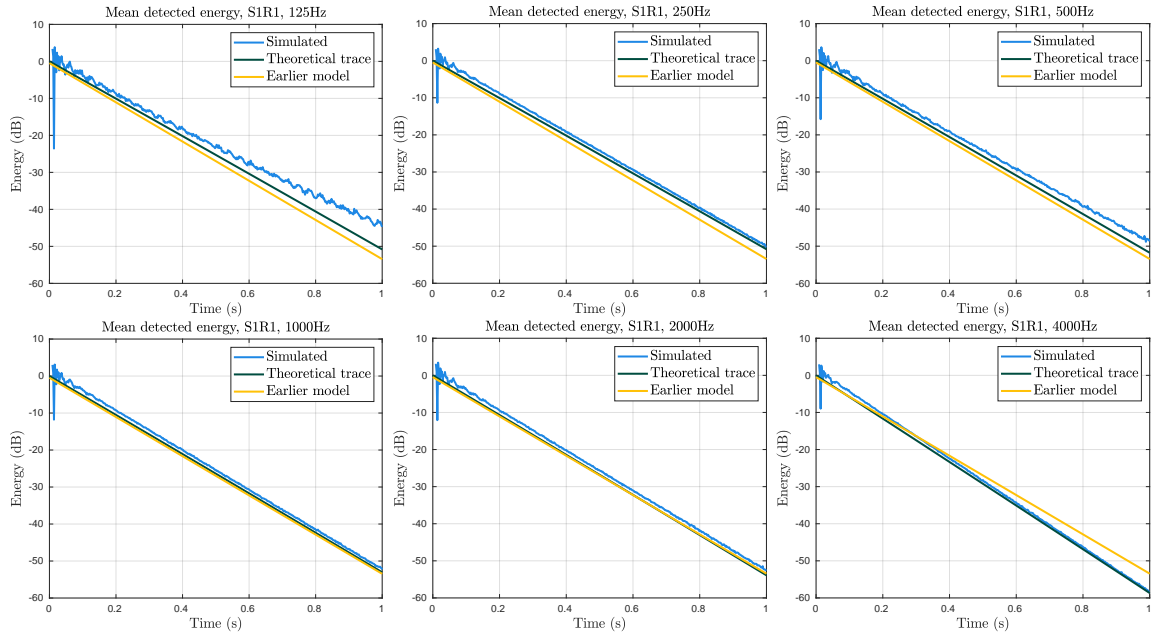 Mean detected energy, S1R1, 125Hz
Energy (dB)
10
0
-10
-20
-30
-40
-50
-60
Simulated
Theoretical trace
Earlier model
0
0.2
0.4
0.6
0.8
1
Time (s)
Mean detected energy, S1R1, 250Hz
Energy (dB)
10
0
-10
-20
-30
-40
-50
-60
Simulated
Theoretical trace
Earlier model
0
0.2
0.4
0.6
0.8
1
Time (s)
Mean detected energy, S1R1, 500Hz
Energy (dB)
10
0
-10
-20
-30
-40
-50
-60
Simulated
Theoretical trace
Earlier model
0
0.2
0.4
0.6
0.8
1
Time (s)
Mean detected energy, S1R1, 1000Hz
Energy (dB)
10
0
-10
-20
-30
-40
-50
-60
Simulated
Theoretical trace
Earlier model
0
0.2
0.4
0.6
0.8
1
Time (s)
Mean detected energy, S1R1, 2000Hz
Energy (dB)
10
0
-10
-20
-30
-40
-50
-60
Simulated
Theoretical trace
Earlier model
0
0.2
0.4
0.6
0.8
1
Time (s)
Mean detected energy, S1R1, 4000Hz
Energy (dB)
10
0
-10
-20
-30
-40
-50
-60
Simulated
Theoretical trace
Earlier model
0
0.2
0.4
0.6
0.8
1
Time (s)